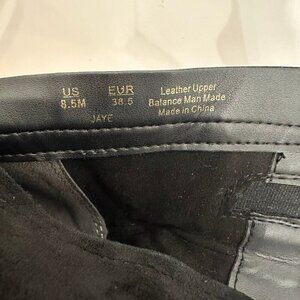 US EUR
8.5M 38.5
JAYE
Leather Upper
Balance Man Made
Made in China